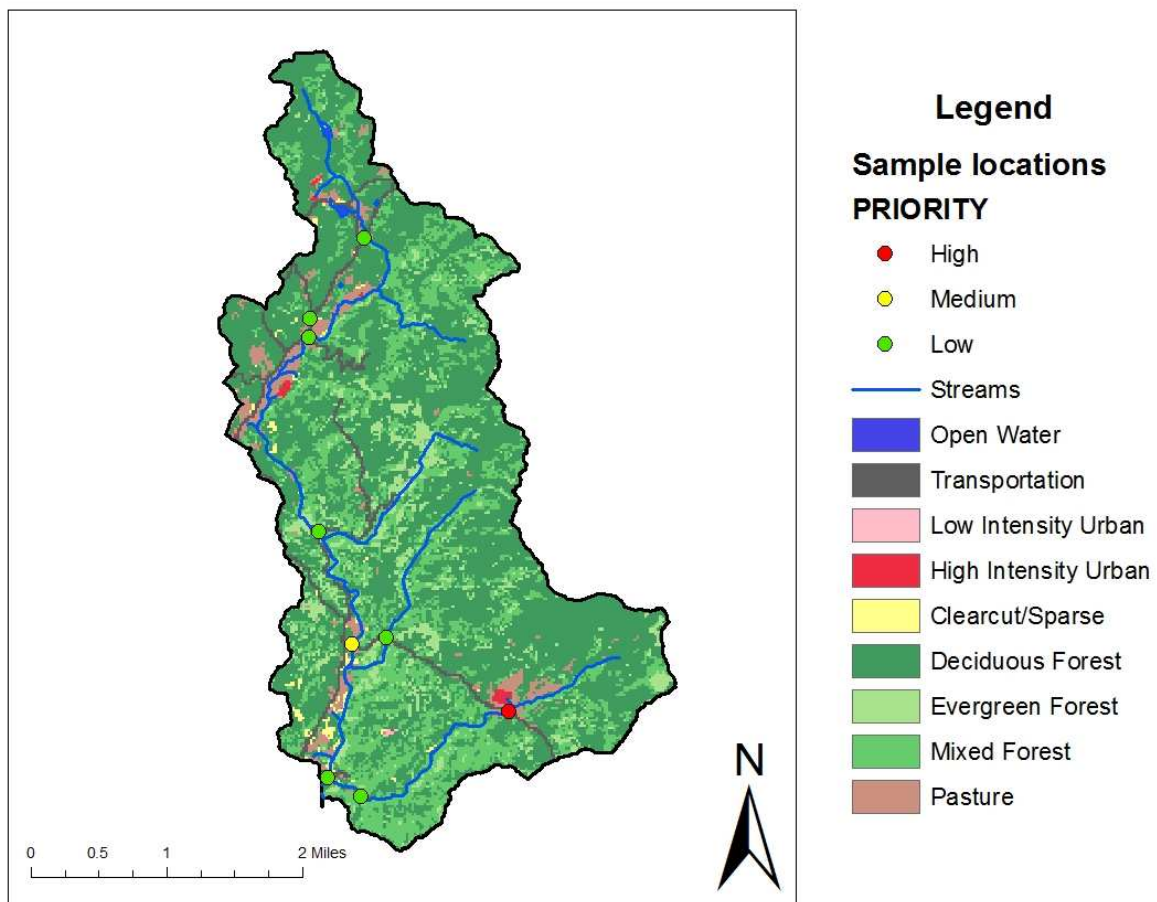 Legend
Sample locations
PRIORITY
High
Medium
Low
Streams
Open Water
Transportation
Low Intensity Urban
High Intensity Urban
Clearcut/Sparse
Deciduous Forest
Evergreen Forest
Mixed Forest
Pasture
N
0 0.5 1 2 Miles